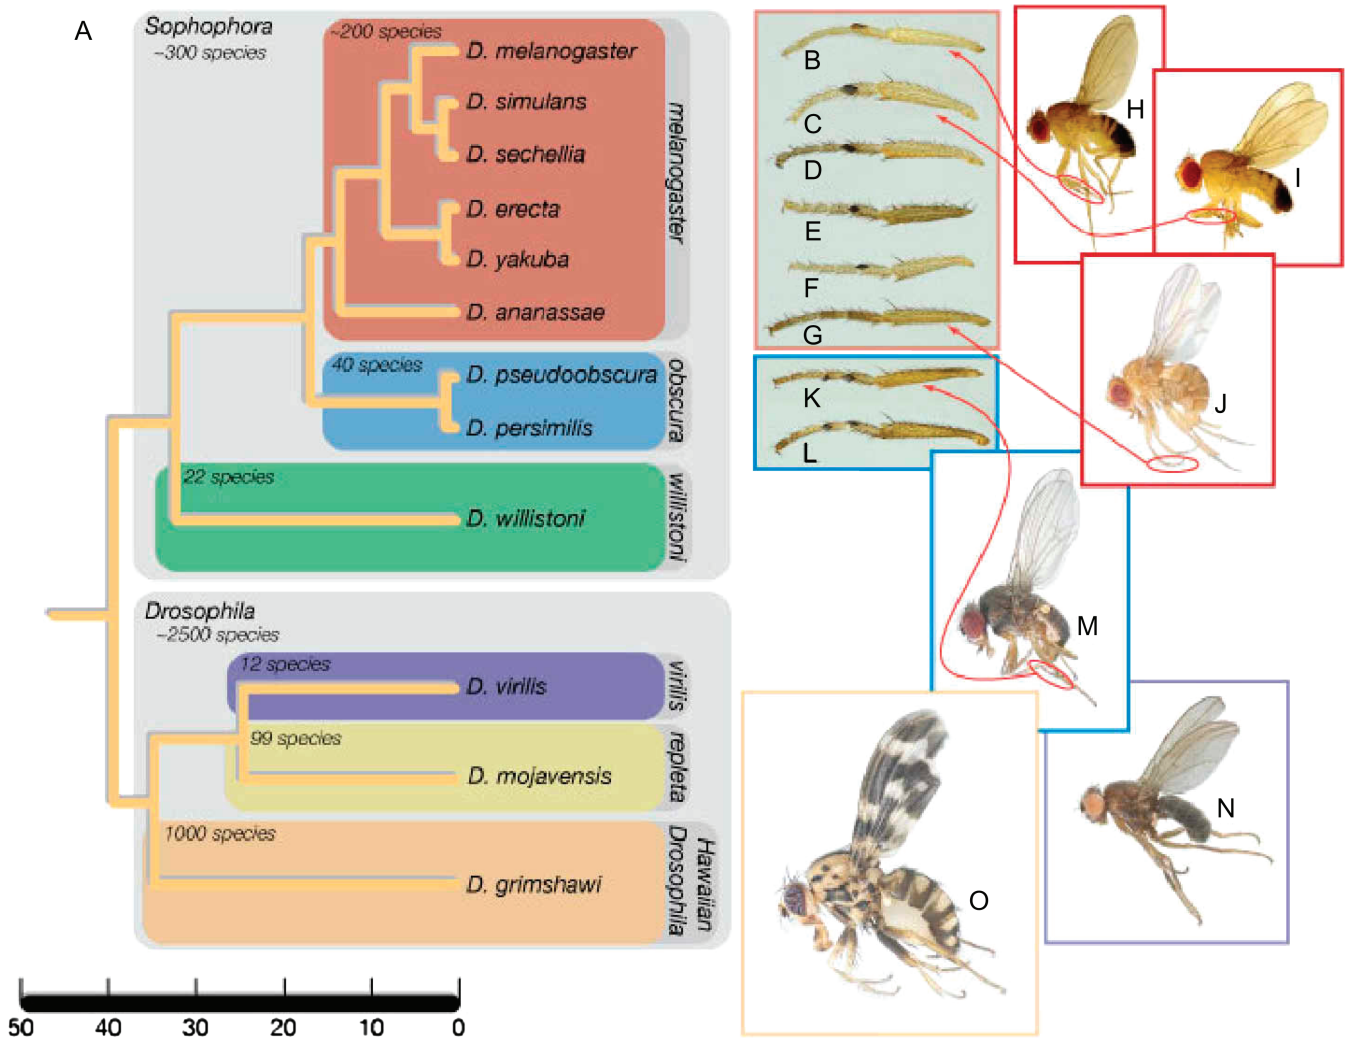 A
Sophophora
~300 species
~200 species
D. melanogaster
D. simulans
D. sechellia
D. erecta
D. yakuba
D. ananassae
melanogaster
40 species
D. pseudoobscura
D. persimilis
obscura
22 species
D. willistoni
willistoni
Drosophila
~2500 species
12 species
D. virilis
virilis
99 species
D. mojavensis
repleta
1000 species
D. grimshawi
Hawaiian
Drosophila
50 40 30 20 10 0
B
C
D
E
F
G
K
L
H
I
J
M
N
O